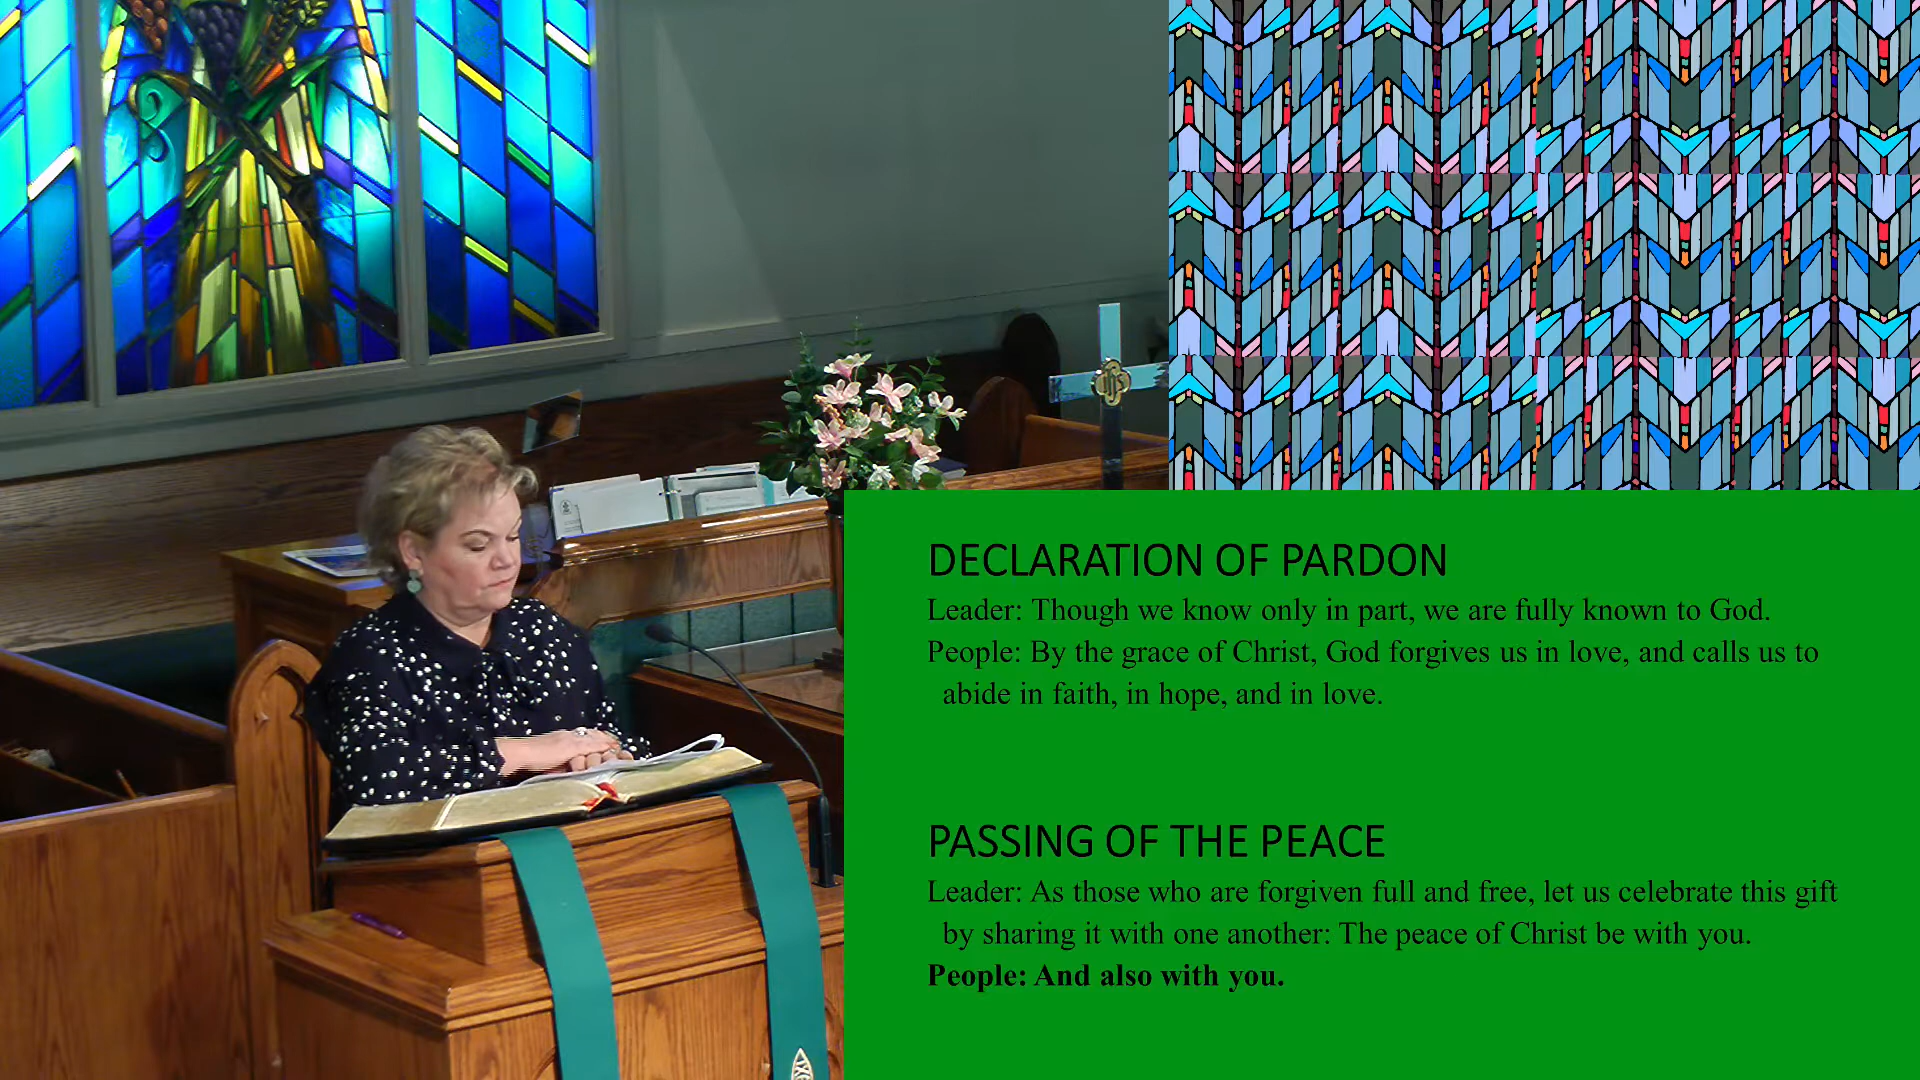 DECLARATION OF PARDON
Leader: Though we know only in part, we are fully known to God.
People: By the grace of Christ, God forgives us in love, and calls us to
abide in faith, in hope, and in love.
PASSING OF THE PEACE
Leader: As those who are forgiven full and free, let us celebrate this gift
by sharing it with one another: The peace of Christ be with you.
People: And also with you.